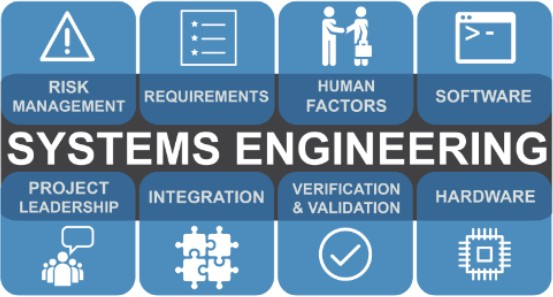 RISK
MANAGEMENT
REQUIREMENTS
HUMAN
FACTORS
>-
SOFTWARE
SYSTEMS ENGINEERING
PROJECT
LEADERSHIP
INTEGRATION
VERIFICATION
& VALIDATION
HARDWARE